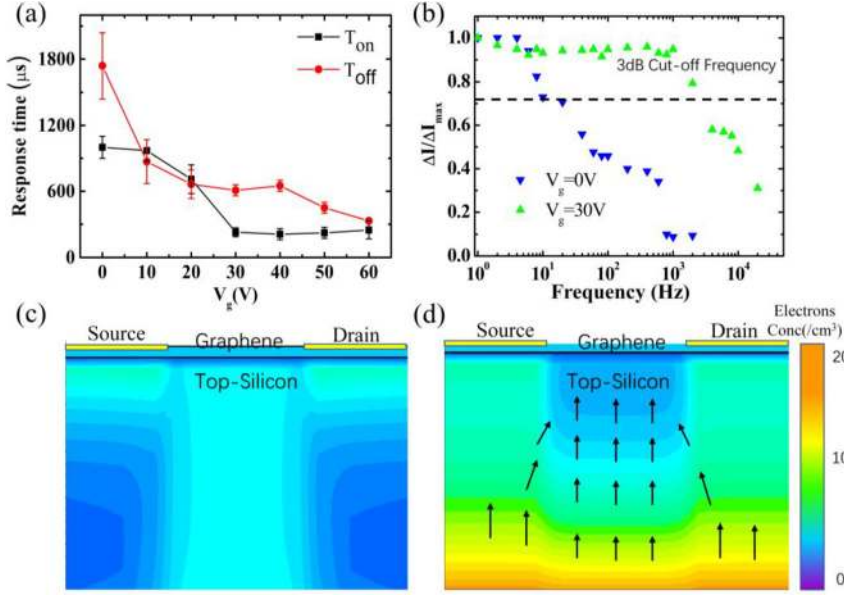 (a)
T_on
T_off
Response time (μs)
1800
1200
600
0
0 10 20 30 40 50 60
V_g(V)
(b)
3dB Cut-off Frequency
ΔI/ΔI_max
1.0
0.8
0.6
0.4
0.2
0.0
V_g=0V
V_g=30V
10^0 10^1 10^2 10^3 10^4
Frequency (Hz)
(c)
Source Graphene Drain
Top-Silicon
(d)
Source Graphene Drain
Top-Silicon
Electrons
Conc(/cm³)
20
10
0